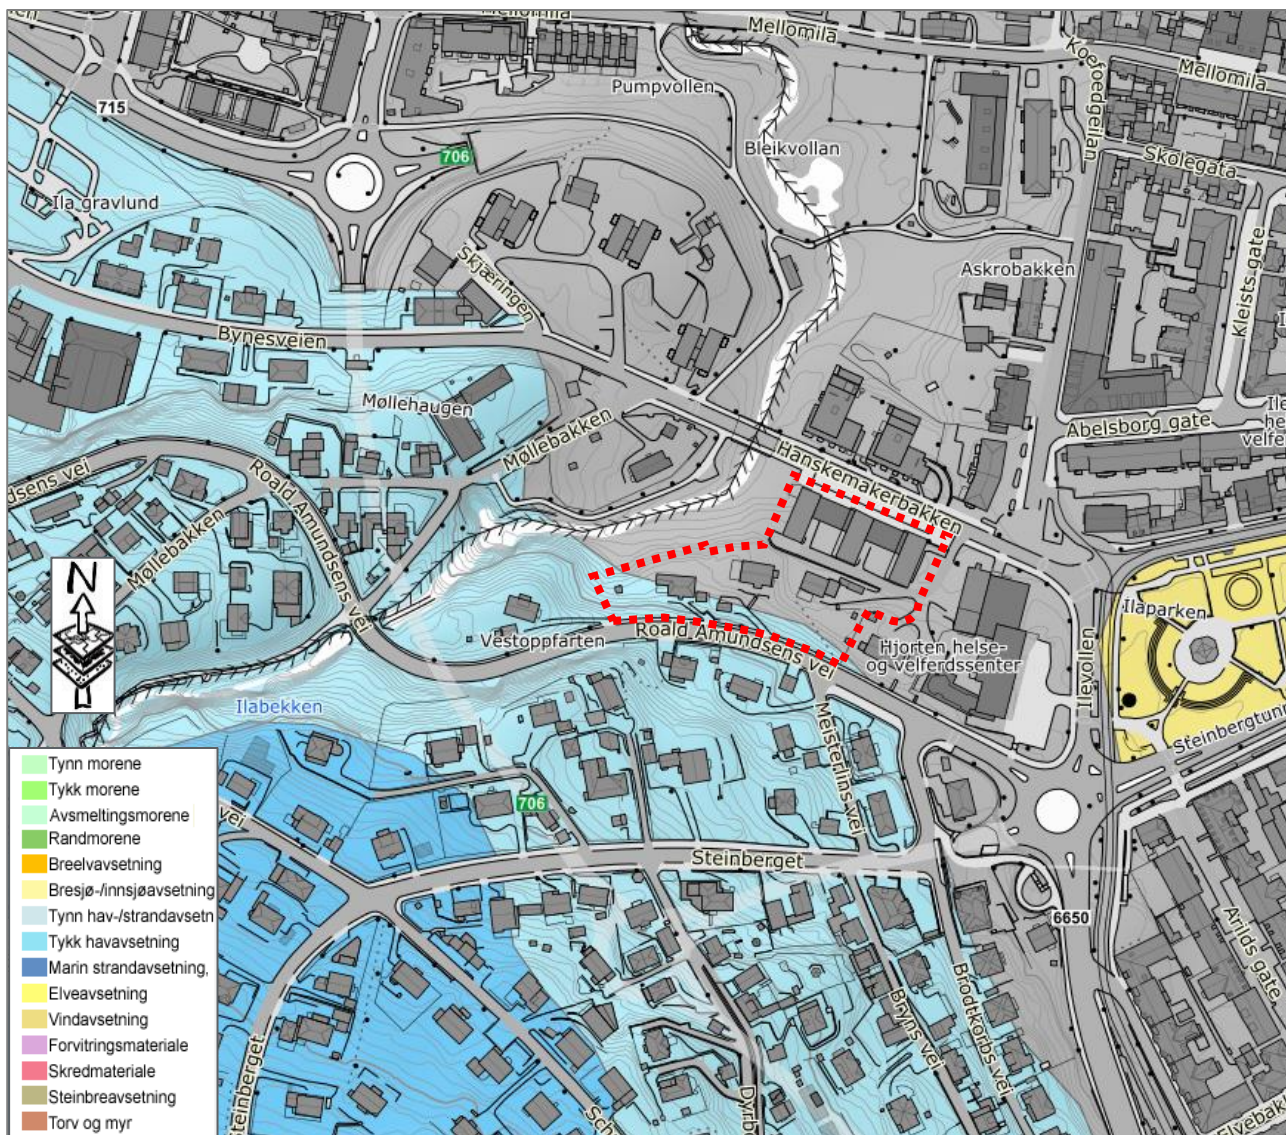 Mellomila
Mellomila
Koefoedgeilan
Mellomila
Pumpvollen
715
706
Bleikvollan
Skolegata
Ila gravlund
Skjæringen
Askrobakken
Kleists gate
Bynesveien
Møllehaugen
Møllebakken
Abelsborg gate
Roald Amundsens vei
Hanskemakerbakken
Møllebakken
N
Ilaparken
Vestoppfarten
Roald Amundsens vei
Hjorten helse-
og velferdssenter
Ilevollen
Ilabekken
Meisterlins vei
Tynn morene
Tykk morene
Avsmeltingsmorene
Randmorene
Breelvavsetning
Bresjø-/innsjøavsetning
Tynn hav-/strandavsetn
Tykk havavsetning
Marin strandavsetning,
Elveavsetning
Vindavsetning
Forvitringsmateriale
Skredmateriale
Steinbreavsetning
Torv og myr
vei
706
Steinberget
6650
Arilds gate
Steinberget
Bryns vei
Brodtkorbs vei